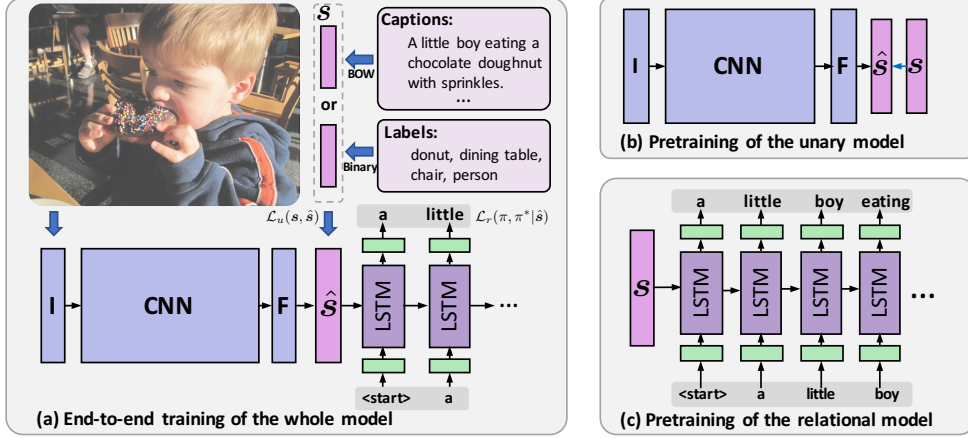 s
Captions:
A little boy eating a
chocolate doughnut
with sprinkles.
...
BOW
or
Labels:
donut, dining table,
chair, person
Binary
ℒᵤ(s, ŝ)
a little
ℒᵣ(π, π*|ŝ)
I CNN F ŝ LSTM LSTM ...
<start> a
(a) End-to-end training of the whole model
I CNN F ŝ s
(b) Pretraining of the unary model
a little boy eating
s LSTM LSTM LSTM LSTM ...
<start> a little boy
(c) Pretraining of the relational model